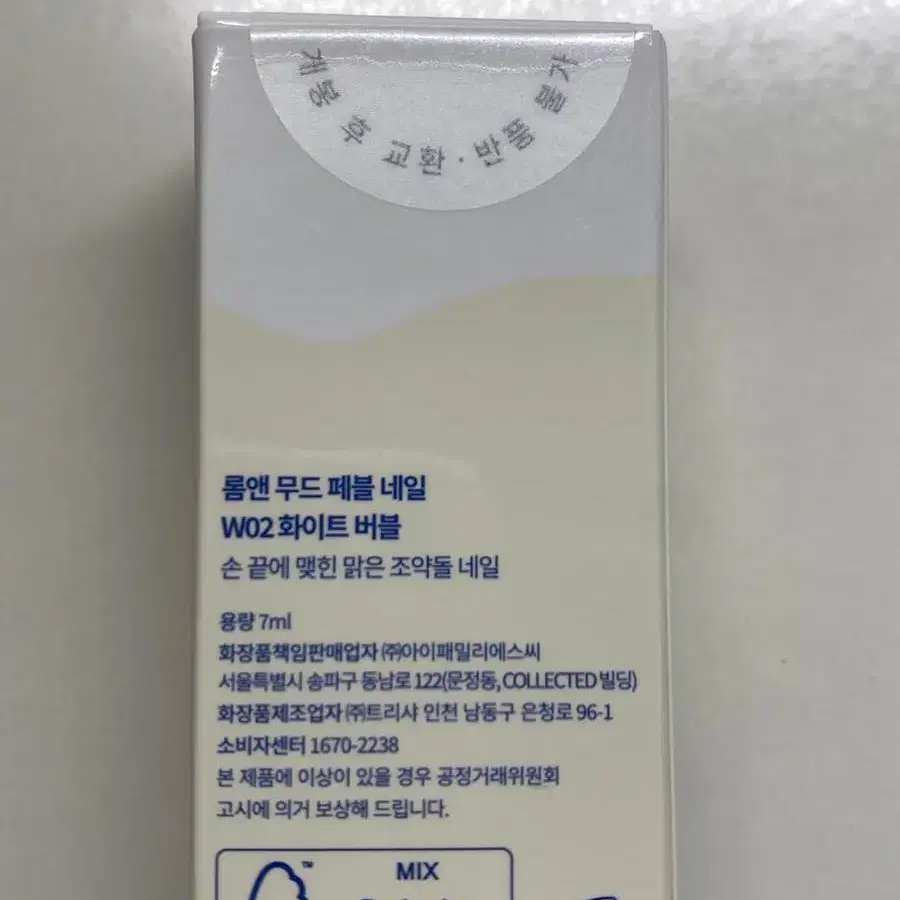 개봉 후 교환·반품 불가
롬앤 무드 페블 네일
W02 화이트 버블
손 끝에 맺힌 맑은 조약돌 네일
용량 7ml
화장품책임판매업자 ㈜아이패밀리에스씨
서울특별시 송파구 동남로 122(문정동, COLLECTED 빌딩)
화장품제조업자 ㈜트리샤 인천 남동구 은청로 96-1
소비자센터 1670-2238
본 제품에 이상이 있을 경우 공정거래위원회
고시에 의거 보상해 드립니다.
™
MIX